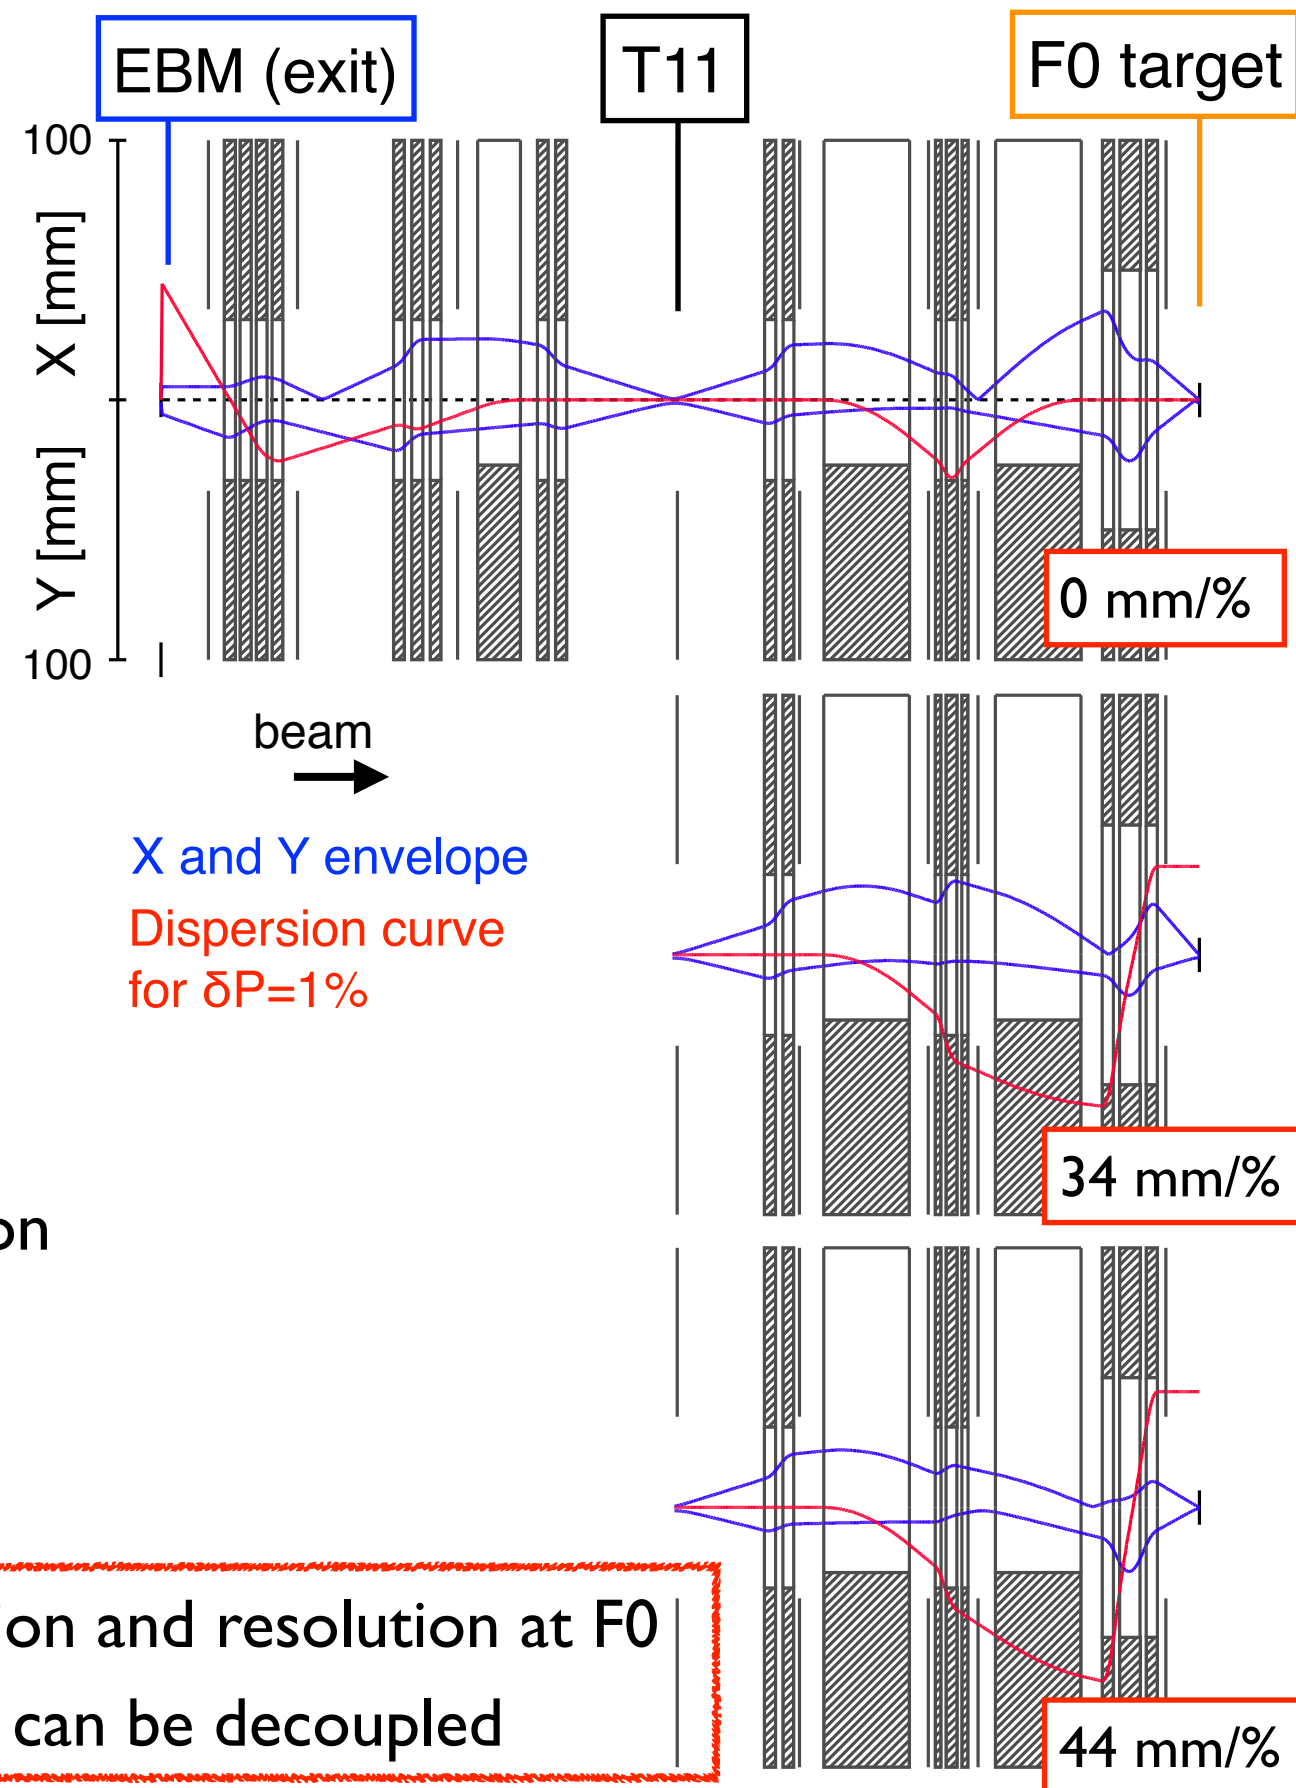 EBM (exit)
T11
F0 target
100
X [mm]
Y [mm]
100
0 mm/%
beam
X and Y envelope
Dispersion curve
for δP=1%
34 mm/%
on
ion and resolution at F0
can be decoupled
44 mm/%